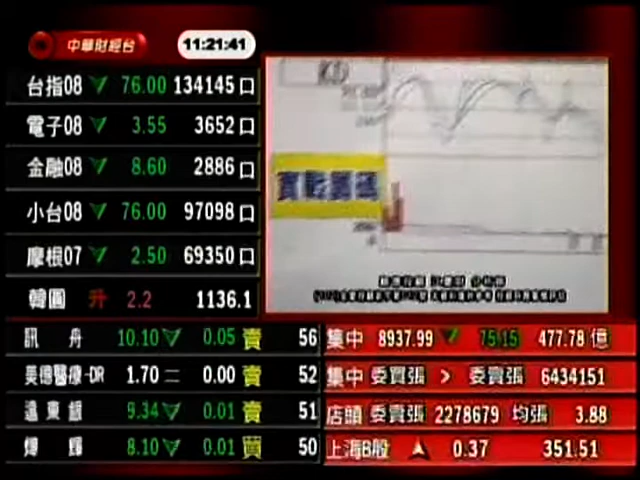 中華財經台
11:21:41
台指08 76.00 134145口
電子08 3.55 3652口
金融08 8.60 2886口
小台08 76.00 97098口
摩根07 2.50 69350口
韓圓 升 2.2 1136.1
KD
訊舟 10.10 0.05 賣 56
美德醫療-DR 1.70 二 0.00 賣 52
遠東銀 9.34 0.01 賣 51
輝 8.10 0.01 50
集中 8937.99 75.15 477.78 億
集中 委買張 > 委賣張 6434151
店頭 委賣張 2278679 均張 3.88
上海B股 0.37 351.51